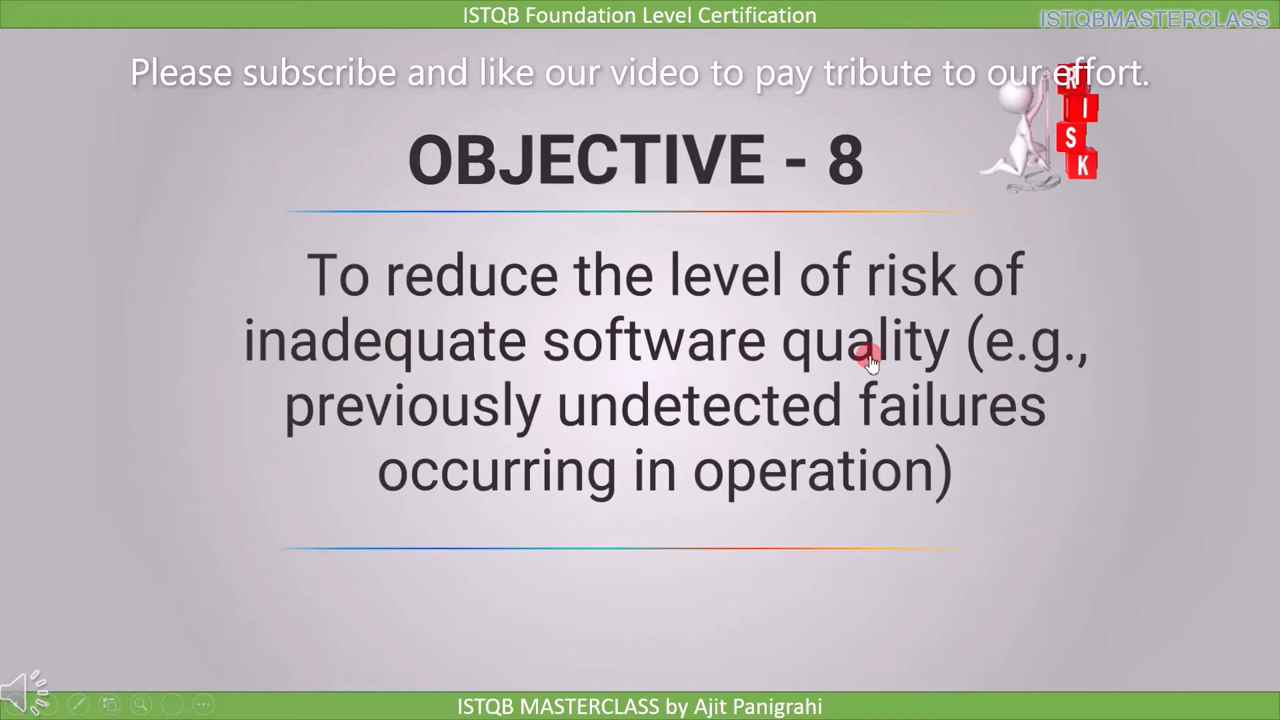 ISTQB Foundation Level Certification
ISTQBMASTERCLASS
Please subscribe and like our video to pay tribute to our effort.
R
I
S
K
OBJECTIVE - 8
To reduce the level of risk of
inadequate software quality (e.g.,
previously undetected failures
occurring in operation)
ISTQB MASTERCLASS by Ajit Panigrahi